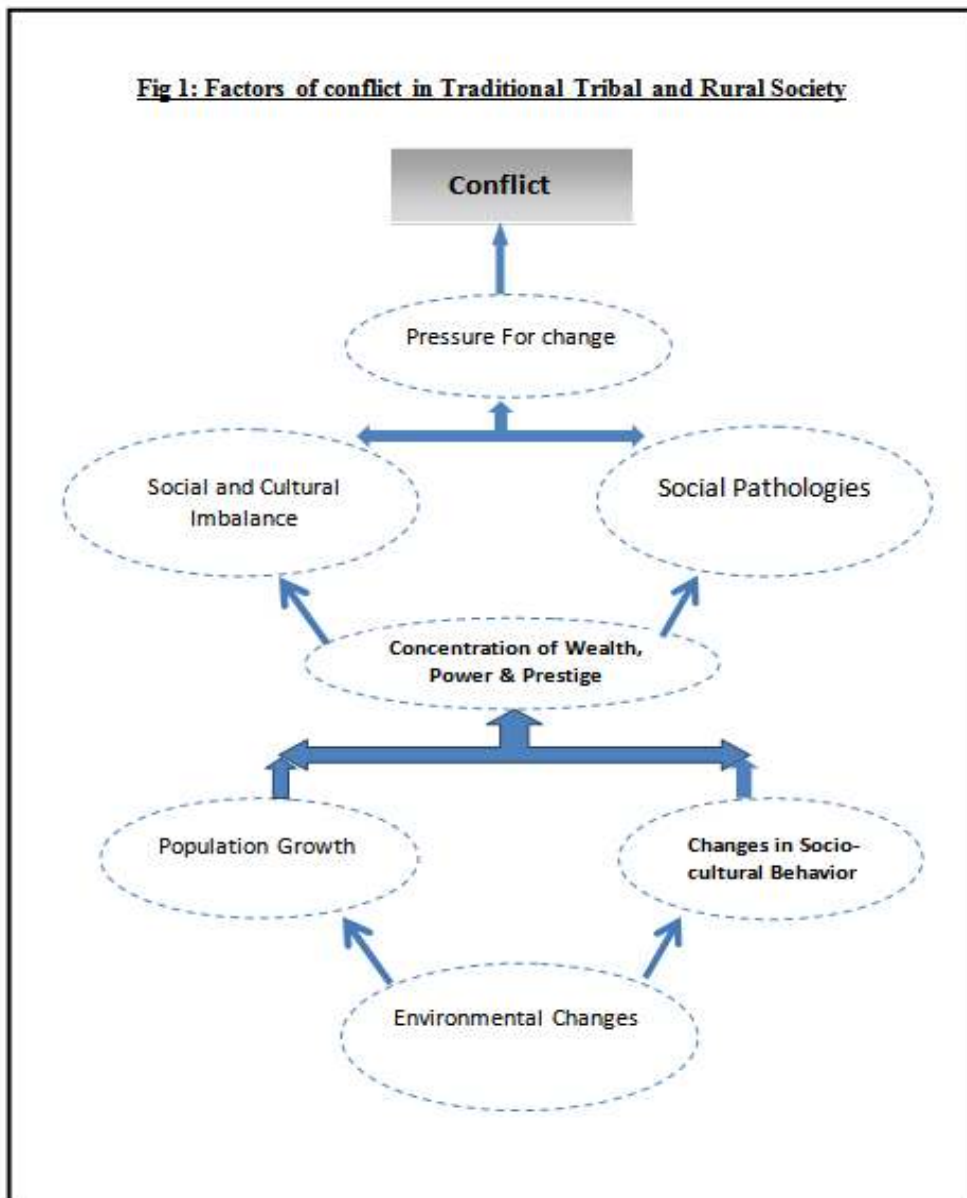 Fig 1: Factors of conflict in Traditional Tribal and Rural Society
Conflict
Pressure For change
Social and Cultural
Imbalance
Social Pathologies
Concentration of Wealth,
Power & Prestige
Population Growth
Changes in Socio-
cultural Behavior
Environmental Changes